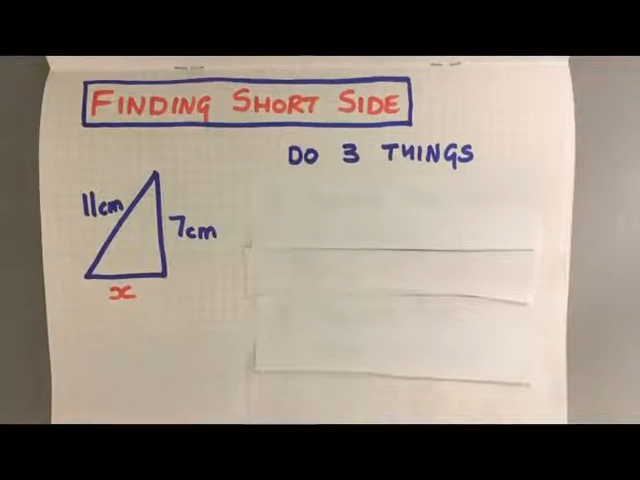 FINDING SHORT SIDE
DO 3 THINGS
11cm
7cm
x